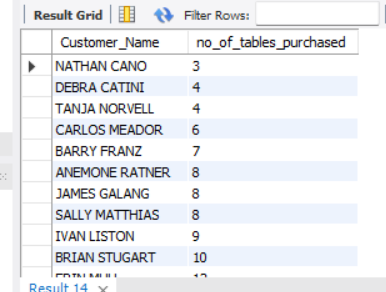 Result Grid Filter Rows:
Customer_Name no_of_tables_purchased
NATHAN CANO 3
DEBRA CATINI 4
TANJA NORVELL 4
CARLOS MEADOR 6
BARRY FRANZ 7
ANEMONE RATNER 8
JAMES GALANG 8
SALLY MATTHIAS 8
IVAN LISTON 9
BRIAN STUGART 10
Result 14